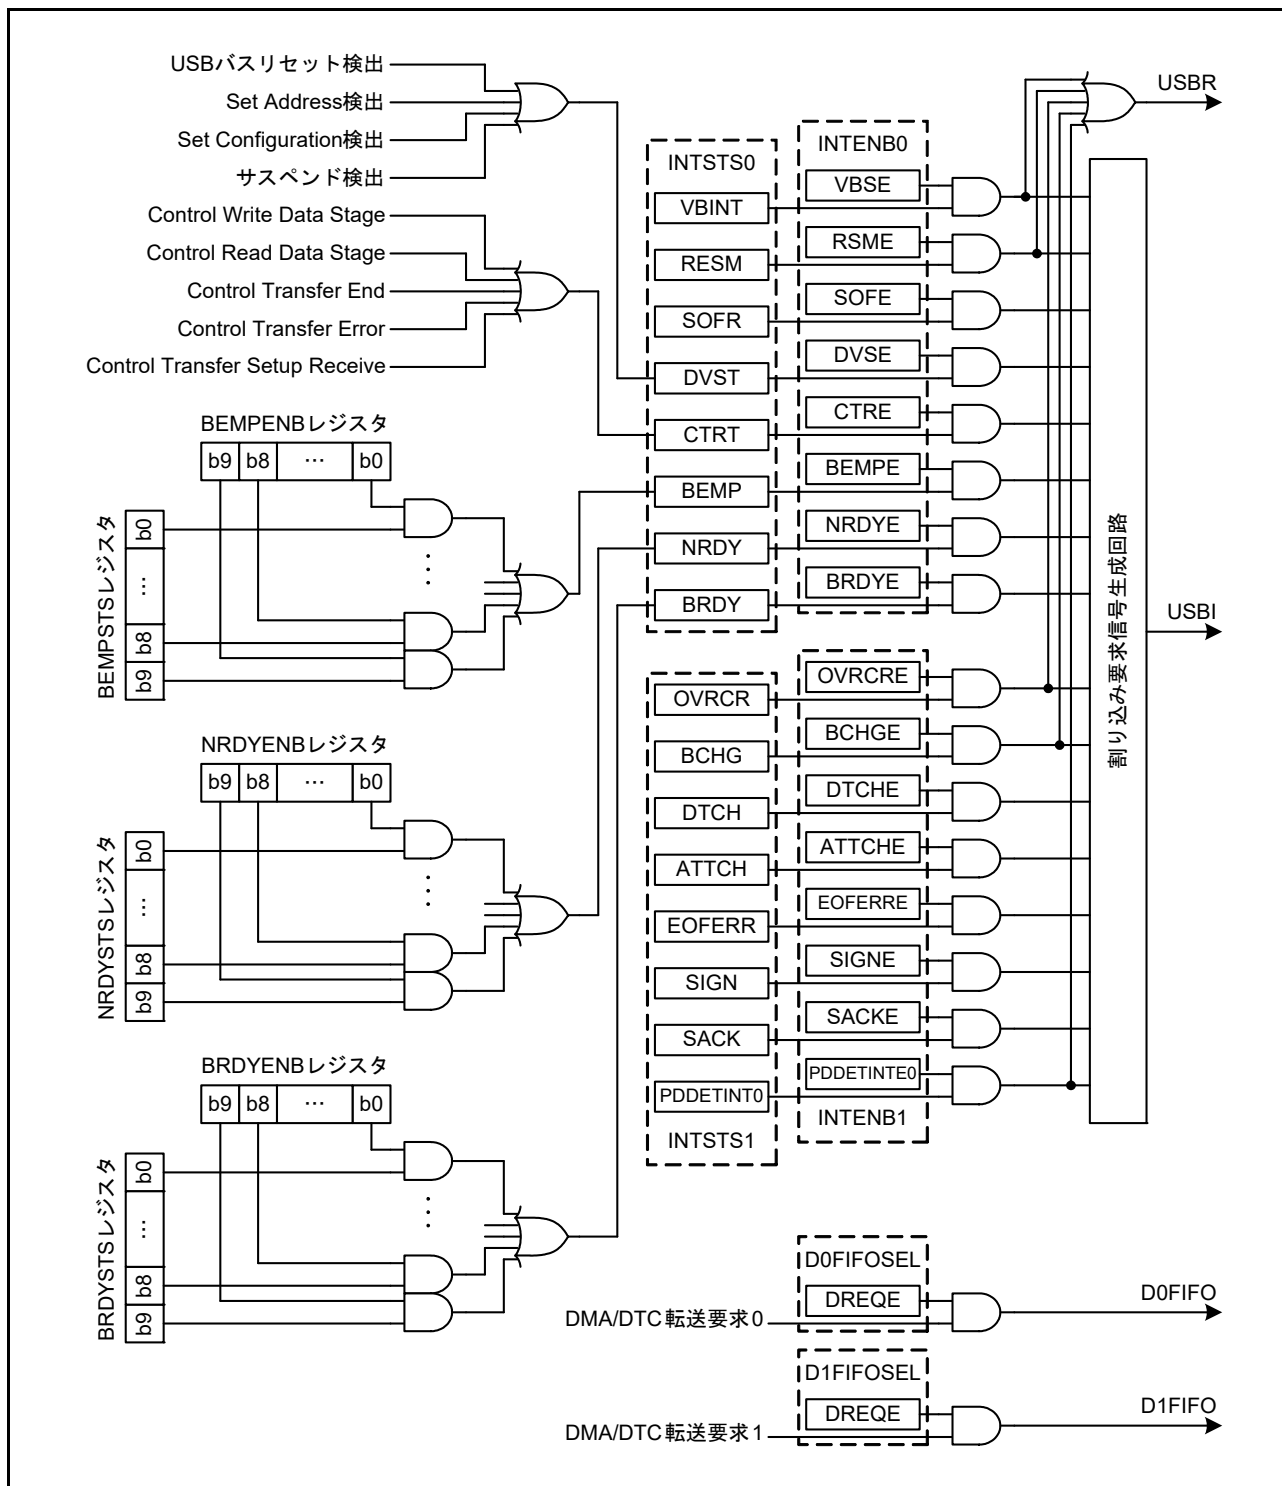 USBバスリセット検出
Set Address検出
Set Configuration検出
サスペンド検出
Control Write Data Stage
Control Read Data Stage
Control Transfer End
Control Transfer Error
Control Transfer Setup Receive
BEMPENBレジスタ
b9 b8 … b0
BEMPSTSレジスタ
b0
…
b8
b9
NRDYENBレジスタ
b9 b8 … b0
NRDYSTSレジスタ
b0
…
b8
b9
BRDYENBレジスタ
b9 b8 … b0
BRDYSTSレジスタ
b0
…
b8
b9
INTSTS0
VBINT
RESM
SOFR
DVST
CTRT
BEMP
NRDY
BRDY
INTENB0
VBSE
RSME
SOFE
DVSE
CTRE
BEMPE
NRDYE
BRDYE
OVRCR
BCHG
DTCH
ATTCH
EOFERR
SIGN
SACK
PDDETINT0
INTSTS1
OVRCRE
BCHGE
DTCHE
ATTCHE
EOFERRE
SIGNE
SACKE
PDDETINTE0
INTENB1
割り込み要求信号生成回路
USBR
USBI
D0FIFOSEL
DREQE
DMA/DTC転送要求0
D0FIFO
D1FIFOSEL
DREQE
DMA/DTC転送要求1
D1FIFO